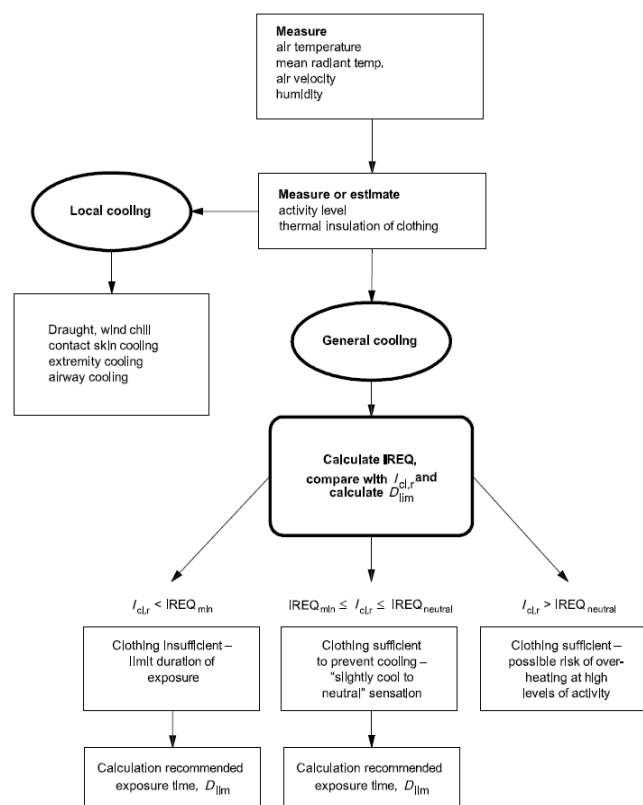 Measure
air temperature
mean radiant temp.
air velocity
humidity
Measure or estimate
activity level
thermal insulation of clothing
Local cooling
Draught, wind chill
contact skin cooling
extremity cooling
airway cooling
General cooling
Calculate IREQ,
compare with Icl,r and
calculate Dlim
Icl,r < IREQmin
IREQmin ≤ Icl,r ≤ IREQneutral
Icl,r > IREQneutral
Clothing insufficient –
limit duration of
exposure
Clothing sufficient
to prevent cooling –
"slightly cool to
neutral" sensation
Clothing sufficient –
possible risk of over-
heating at high
levels of activity
Calculation recommended
exposure time, Dlim
Calculation recommended
exposure time, Dlim